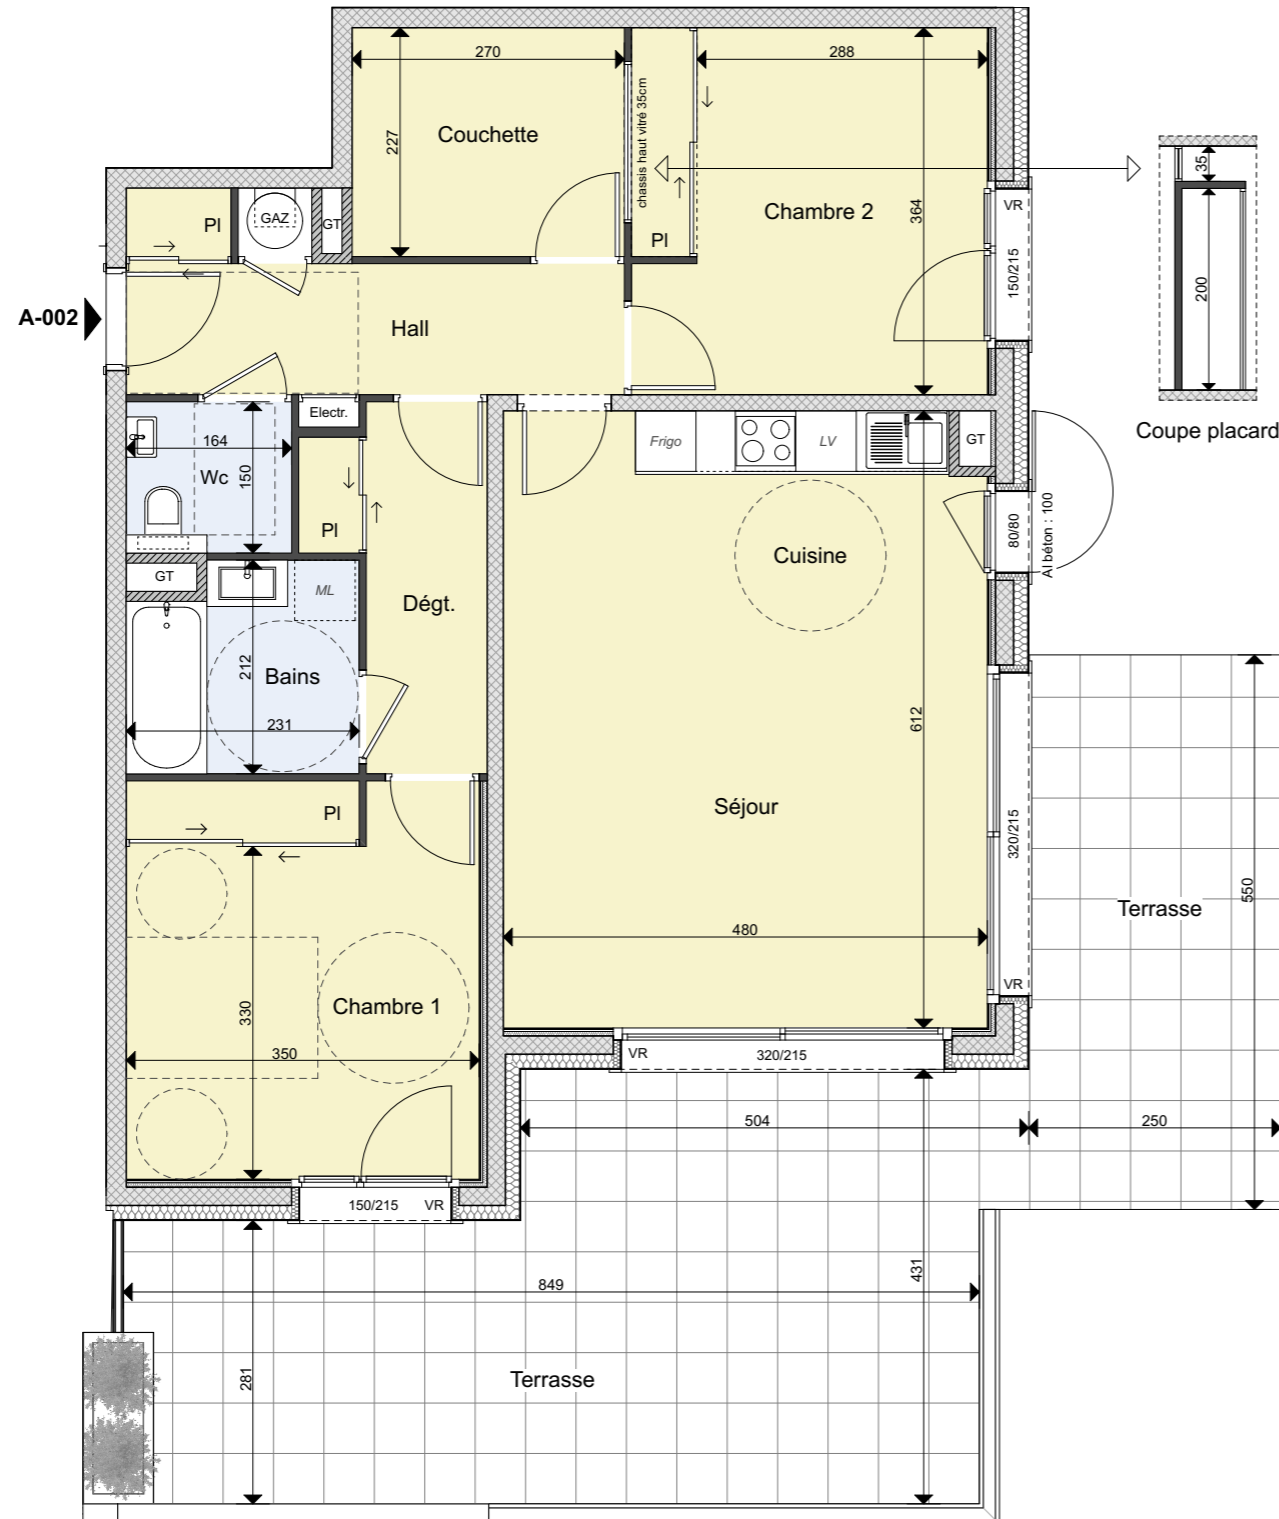 270
288
chassis haut vitré 35cm
227
Couchette
364
35
Chambre 2
VR
Pl
GAZ
GT
Pl
150/215
200
A-002
Hall
Electr.
Coupe placard
164
Wc
150
Frigo
LV
GT
Pl
Cuisine
80/80
Al béton : 100
GT
ML
Dégt.
212
Bains
231
612
Séjour
Pl
320/215
550
Terrasse
480
VR
330
Chambre 1
350
VR
320/215
504
250
150/215
VR
431
849
281
Terrasse